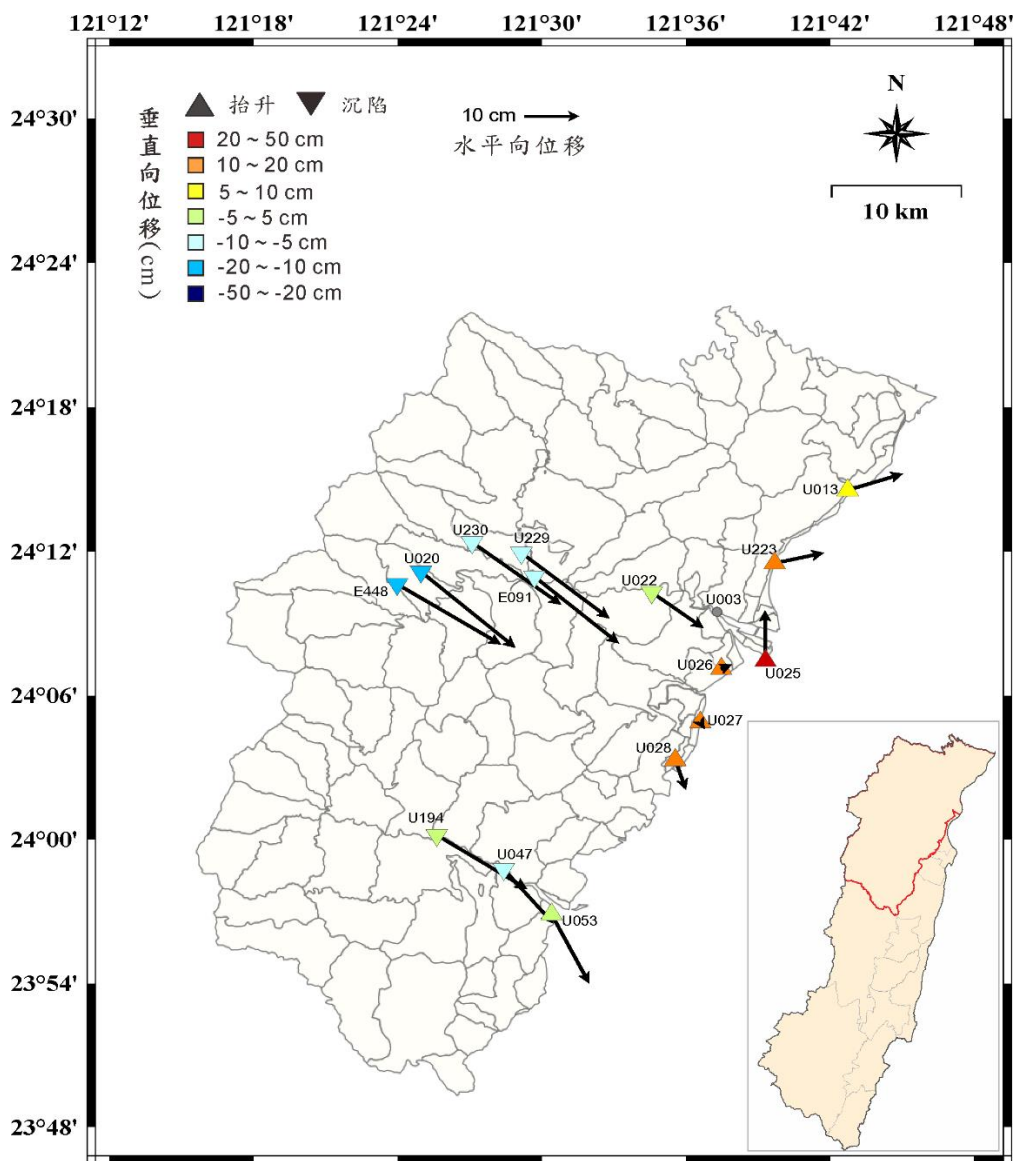 121°12' 121°18' 121°24' 121°30' 121°36' 121°42' 121°48'
24°30'
24°24'
24°18'
24°12'
24°06'
24°00'
23°54'
23°48'
抬升 沉陷
垂直向位移(cm)
20 ~ 50 cm
10 ~ 20 cm
5 ~ 10 cm
-5 ~ 5 cm
-10 ~ -5 cm
-20 ~ -10 cm
-50 ~ -20 cm
10 cm
水平向位移
N
10 km
U013
U230
U229
U223
U020
U022
E448
E091
U003
U026
U025
U027
U028
U194
U047
U053